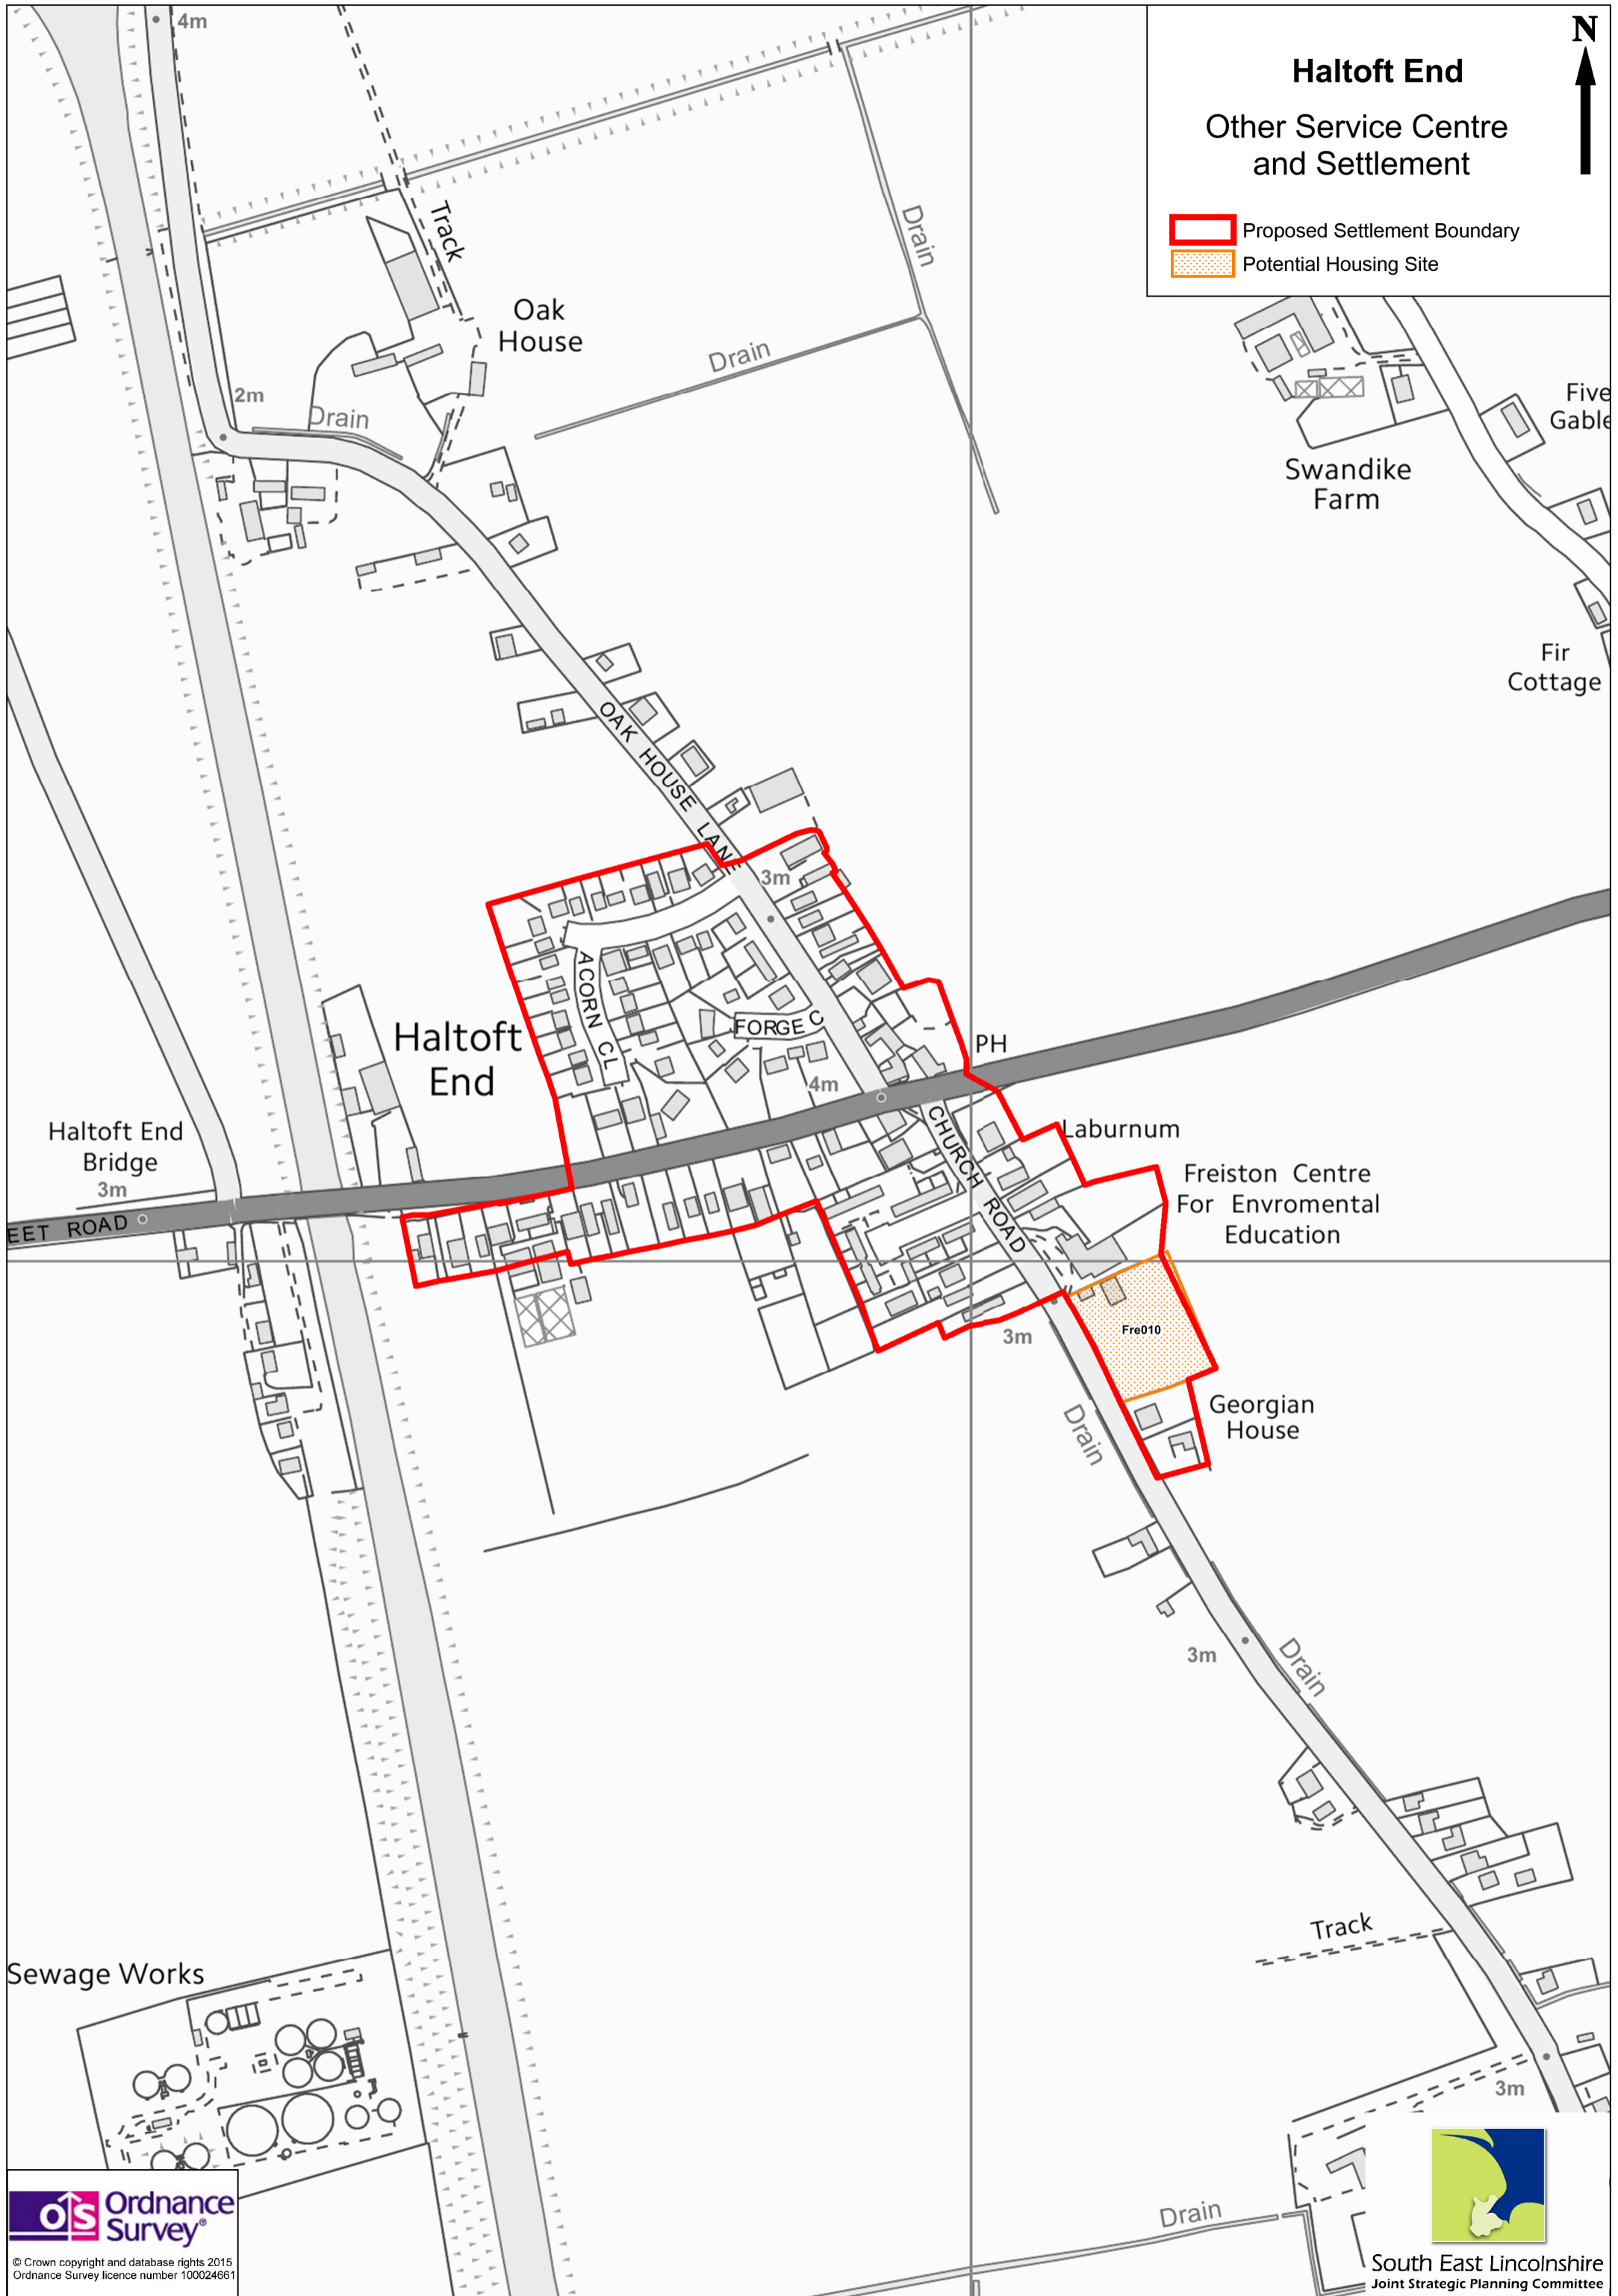 4m
N
Haltoft End
Other Service Centre
and Settlement
Proposed Settlement Boundary
Potential Housing Site
Track
Drain
Oak
House
Drain
2m
Drain
Swandike
Farm
Five
Gable
Fir
Cottage
OAK HOUSE LANE
3m
ACORN CL
FORGE C
Haltoft
End
PH
4m
CHURCH ROAD
Laburnum
Haltoft End
Bridge
3m
EET ROAD
Freiston Centre
For Envromental
Education
Fre010
3m
Georgian
House
Drain
3m
Drain
Track
Sewage Works
3m
Drain
OS Ordnance
Survey®
© Crown copyright and database rights 2015
Ordnance Survey licence number 100024661
South East Lincolnshire
Joint Strategic Planning Committee